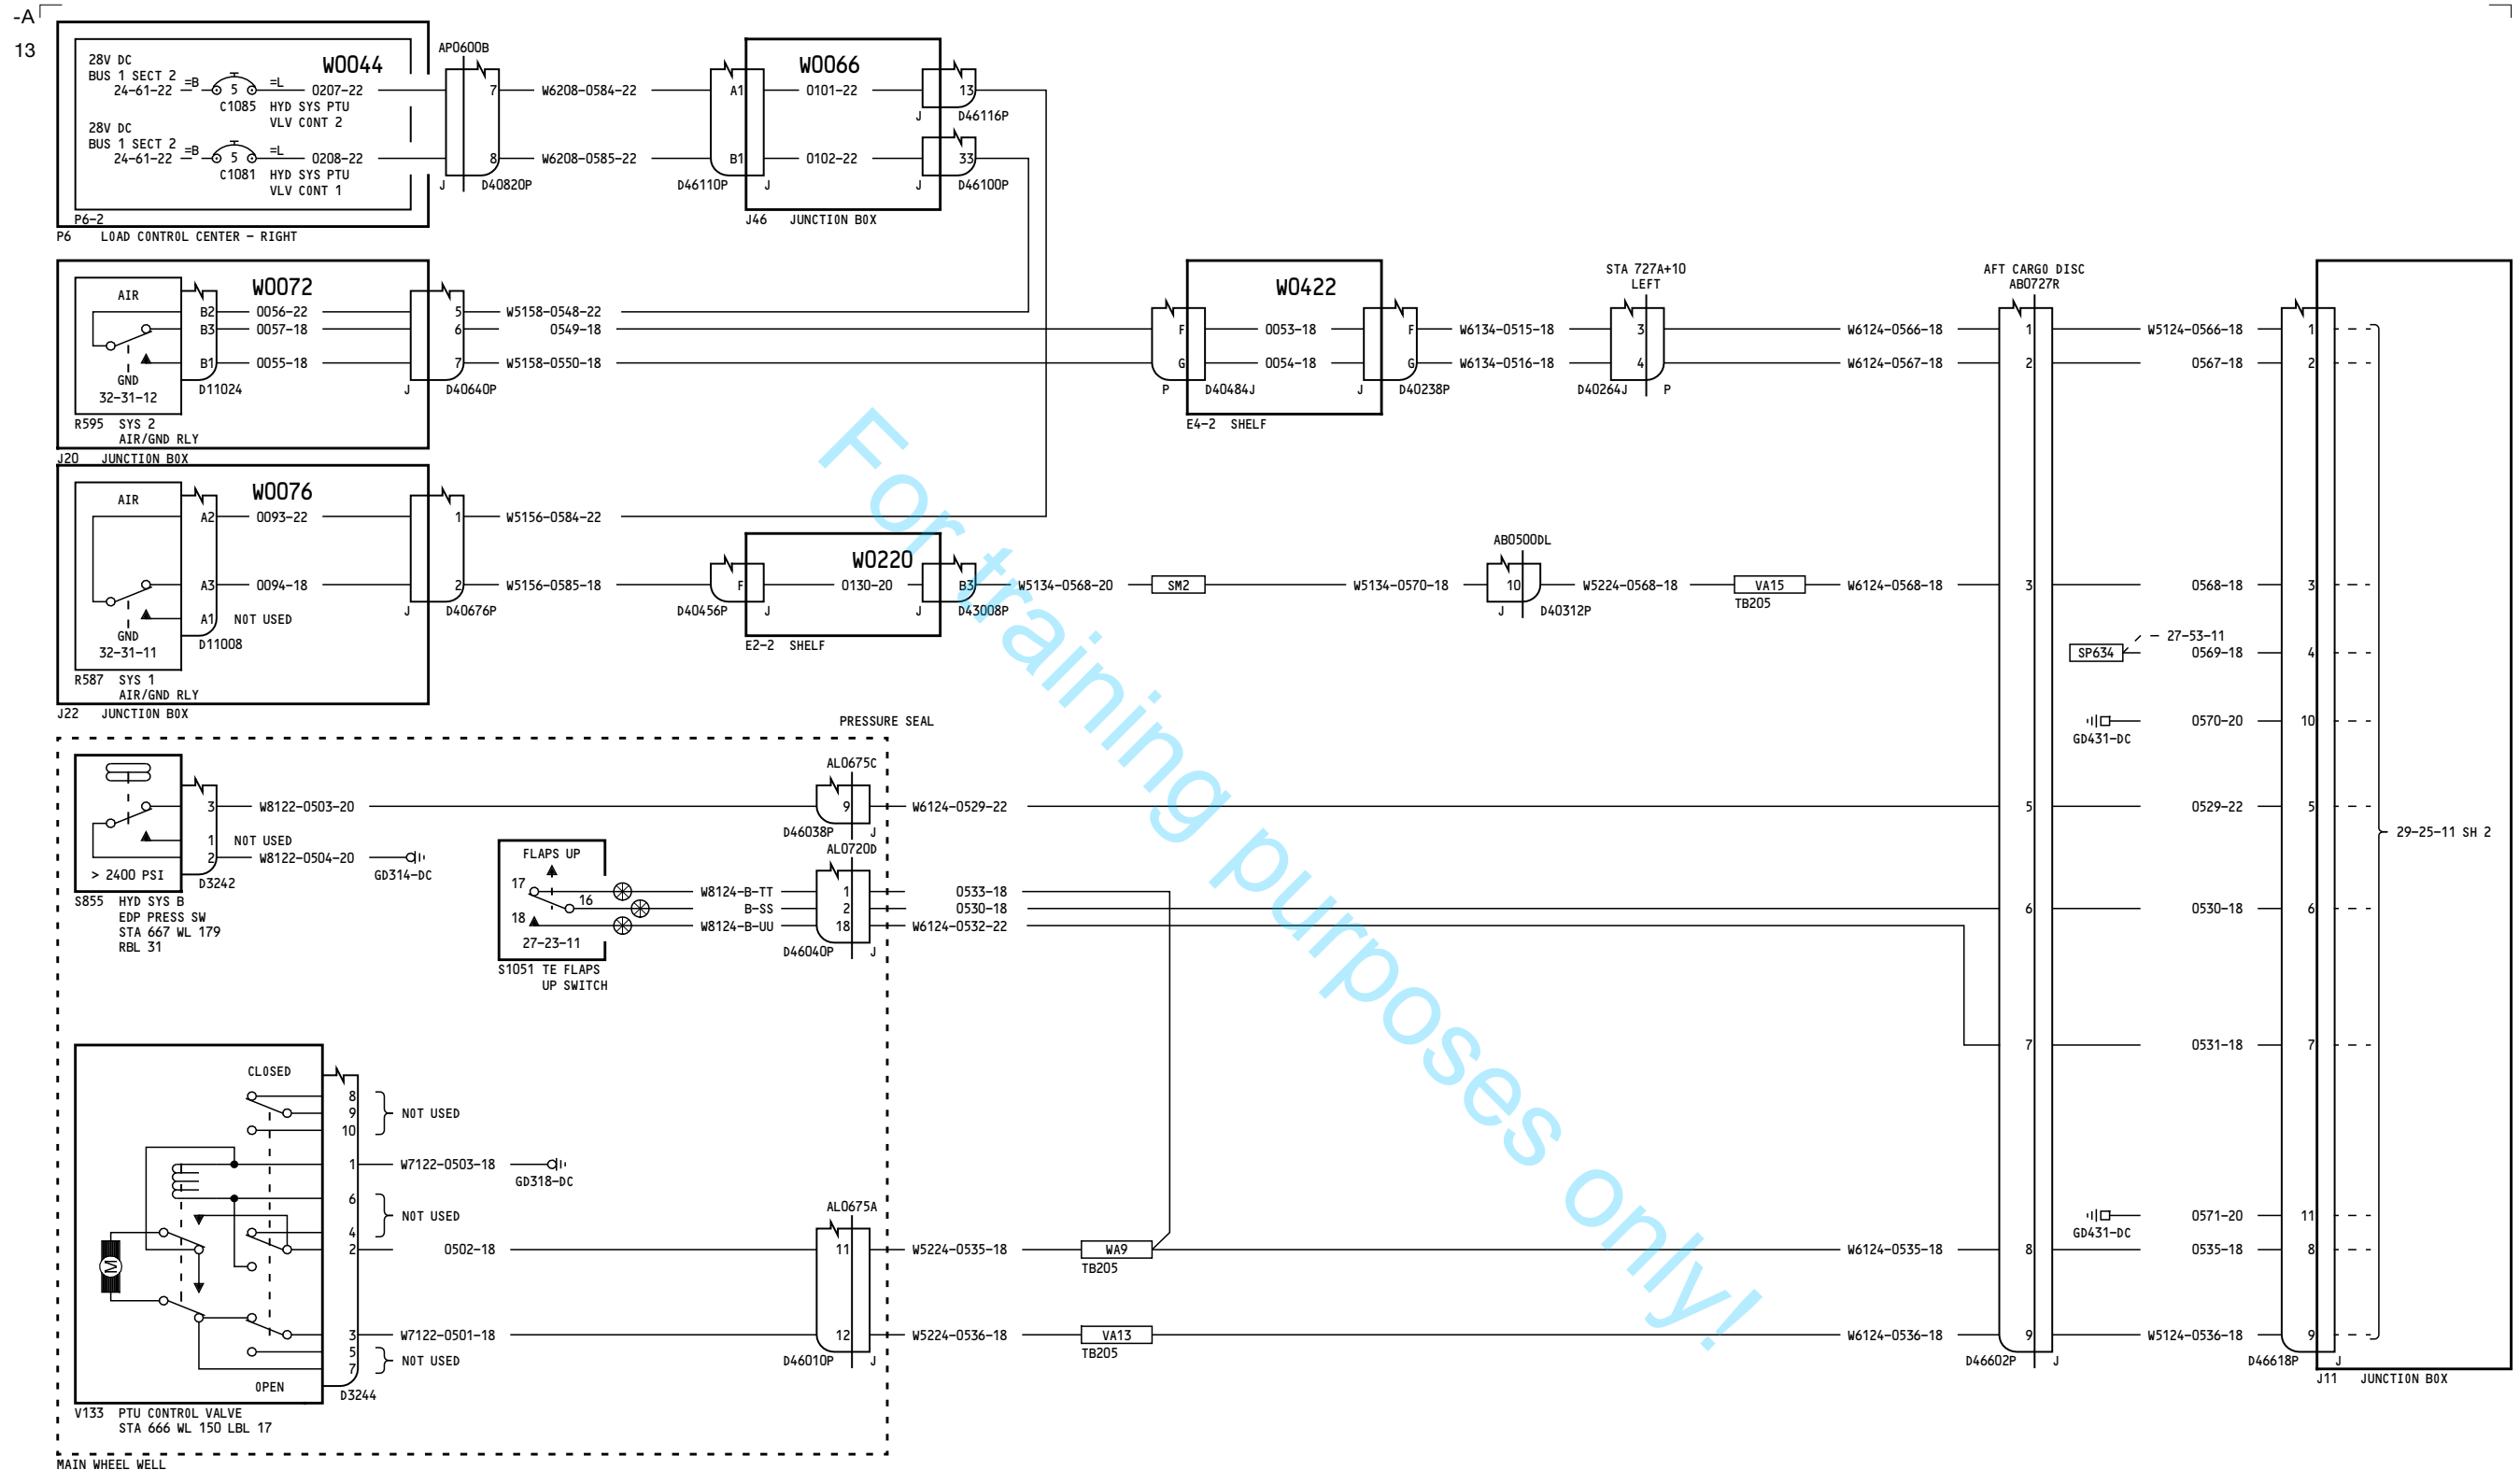 -A
13
28V DC
BUS 1 SECT 2
24-61-22
=B
5
=L
C1085
HYD SYS PTU
VLV CONT 2
W0044
0207-22
28V DC
BUS 1 SECT 2
24-61-22
=B
5
=L
C1081
HYD SYS PTU
VLV CONT 1
0208-22
P6-2
P6 LOAD CONTROL CENTER - RIGHT
AP0600B
7
8
J
D40820P
W6208-0584-22
W6208-0585-22
A1
B1
D46110P
J
W0066
0101-22
0102-22
13
J
D46116P
33
J
D46100P
J46 JUNCTION BOX
AIR
GND
32-31-12
R595 SYS 2
AIR/GND RLY
B2
B3
B1
D11024
W0072
0056-22
0057-18
0055-18
5
6
7
J
D40640P
J20 JUNCTION BOX
W5158-0548-22
0549-18
W5158-0550-18
F
G
P
D40484J
W0422
0053-18
0054-18
F
G
J
D40238P
E4-2 SHELF
W6134-0515-18
W6134-0516-18
STA 727A+10
LEFT
3
4
D40264J
P
W6124-0566-18
W6124-0567-18
AFT CARGO DISC
AB0727R
1
2
W5124-0566-18
0567-18
1
2
AIR
GND
32-31-11
R587 SYS 1
AIR/GND RLY
A2
A3
A1
NOT USED
D11008
W0076
0093-22
0094-18
1
2
J
D40676P
J22 JUNCTION BOX
W5156-0584-22
W5156-0585-18
F
D40456P
J
W0220
0130-20
B3
J
D43008P
E2-2 SHELF
W5134-0568-20
SM2
W5134-0570-18
AB0500DL
10
J
D40312P
W5224-0568-18
VA15
TB205
W6124-0568-18
3
0568-18
3
27-53-11
SP634
0569-18
4
GD431-DC
0570-20
10
PRESSURE SEAL
> 2400 PSI
S855 HYD SYS B
EDP PRESS SW
STA 667 WL 179
RBL 31
3
1
NOT USED
2
D3242
W8122-0503-20
W8122-0504-20
GD314-DC
AL0675C
9
D46038P
J
W6124-0529-22
5
0529-22
5
29-25-11 SH 2
FLAPS UP
17
16
18
27-23-11
S1051 TE FLAPS
UP SWITCH
W8124-B-TT
B-SS
W8124-B-UU
AL0720D
1
2
18
D46040P
J
0533-18
0530-18
W6124-0532-22
6
0530-18
6
7
0531-18
7
CLOSED
M
OPEN
V133 PTU CONTROL VALVE
STA 666 WL 150 LBL 17
8
9
10
NOT USED
1
W7122-0503-18
GD318-DC
6
4
NOT USED
2
0502-18
3
W7122-0501-18
5
7
NOT USED
D3244
AL0675A
11
12
D46010P
J
W5224-0535-18
WA9
TB205
W6124-0535-18
8
GD431-DC
0571-20
11
0535-18
8
W5224-0536-18
VA13
TB205
W6124-0536-18
9
W5124-0536-18
9
D46602P
J
D46618P
J
J11 JUNCTION BOX
MAIN WHEEL WELL
For training purposes only!